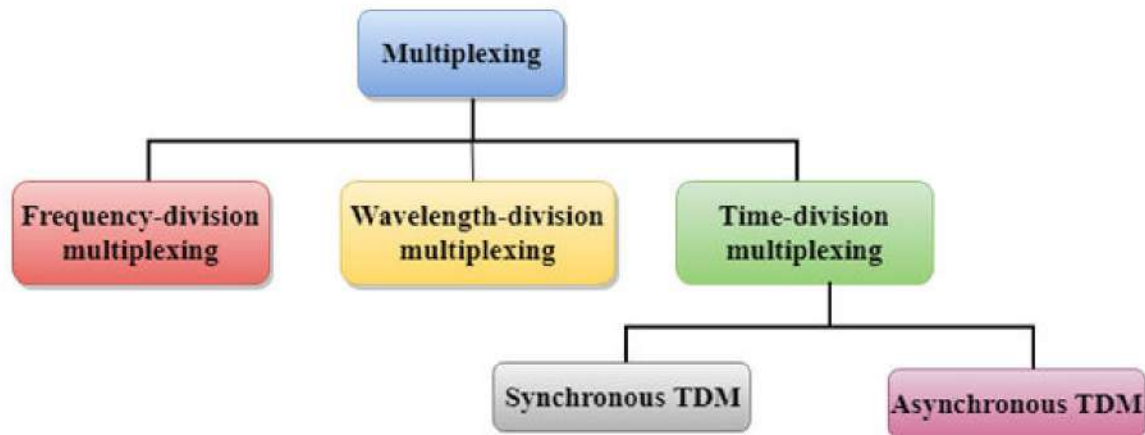 Multiplexing
Frequency-division
multiplexing
Wavelength-division
multiplexing
Time-division
multiplexing
Synchronous TDM
Asynchronous TDM